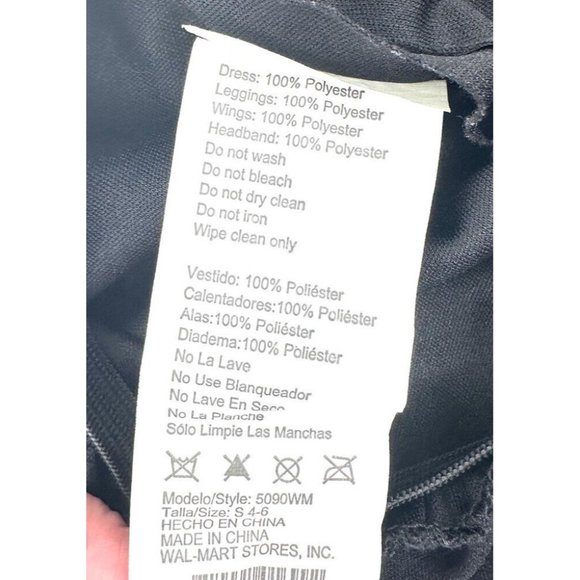 Dress: 100% Polyester
Leggings: 100% Polyester
Wings: 100% Polyester
Headband: 100% Polyester
Do not wash
Do not bleach
Do not dry clean
Do not iron
Wipe clean only
Vestido: 100% Poliéster
Calentadores:100% Poliéster
Alas:100% Poliéster
Diadema:100% Poliéster
No La Lave
No Use Blanqueador
No Lave En Seco
No La Planche
Sólo Limpie Las Manchas
Modelo/Style: 5090WM
Talla/Size: S 4-6
HECHO EN CHINA
MADE IN CHINA
WAL-MART STORES, INC.